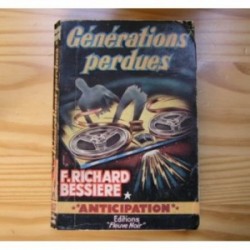 Générations
perdues
F. RICHARD
BESSIERE
"ANTICIPATION"
Editions
"Fleuve Noir"